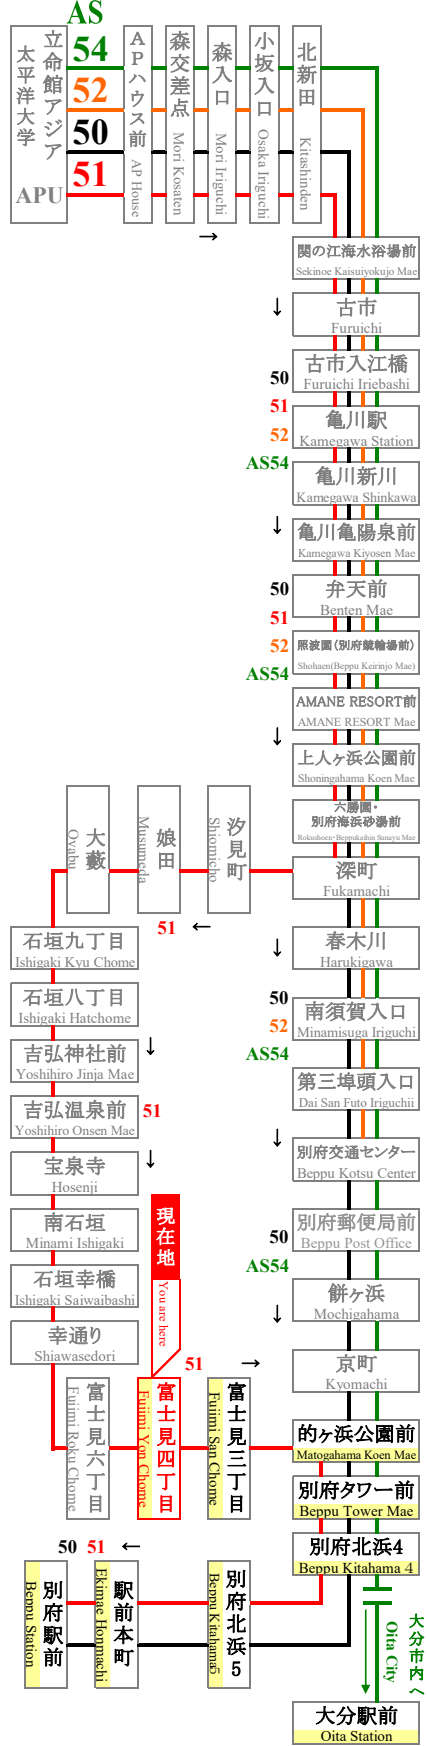 AS
54
52
50
51
立命館アジア
太平洋大学
APU
APハウス前
AP House
森交差点
Mori Kosaten
森入口
Mori Iriguchi
小坂入口
Osaka Iriguchi
北新田
Kitashinden
→
関の江海水浴場前
Sekinoe Kaisuiyokujo Mae
↓
古市
Furuichi
古市入江橋
Furuichi Iriebashi
50
51
52
AS54
亀川駅
Kamegawa Station
亀川新川
Kamegawa Shinkawa
↓
亀川亀陽泉前
Kamegawa Kiyosen Mae
50
51
52
AS54
弁天前
Benten Mae
照波園(別府競輪場前)
Shohaen(Beppu Keirinjo Mae)
AMANE RESORT前
AMANE RESORT Mae
↓
上人ヶ浜公園前
Shoningahama Koen Mae
六勝園・
別府海浜砂湯前
Rokushoen・Beppukaihin Sunayu Mae
深町
Fukamachi
汐見町
Shiomicho
娘田
Musumeda
大藪
Oyabu
51 ←
石垣九丁目
Ishigaki Kyu Chome
石垣八丁目
Ishigaki Hatchome
↓
吉弘神社前
Yoshihiro Jinja Mae
吉弘温泉前
Yoshihiro Onsen Mae
51
宝泉寺
Hosenji
↓
南石垣
Minami Ishigaki
石垣幸橋
Ishigaki Saiwaibashi
幸通り
Shiawasedori
富士見六丁目
Fujimi Roku Chome
現在地
You are here
富士見四丁目
Fujimi Yon Chome
51 →
富士見三丁目
Fujimi San Chome
↓
春木川
Harukigawa
50
52
AS54
南須賀入口
Minamisuga Iriguchi
第三埠頭入口
Dai San Futo Iriguchii
↓
別府交通センター
Beppu Kotsu Center
50
AS54
別府郵便局前
Beppu Post Office
餅ヶ浜
Mochigahama
↓
京町
Kyomachi
的ヶ浜公園前
Matogahama Koen Mae
別府タワー前
Beppu Tower Mae
別府北浜4
Beppu Kitahama 4
50 51 ←
別府北浜5
Beppu Kitahama5
駅前本町
Ekimae Honmachi
別府駅前
Beppu Station
大分市内へ
Oita City
大分駅前
Oita Station